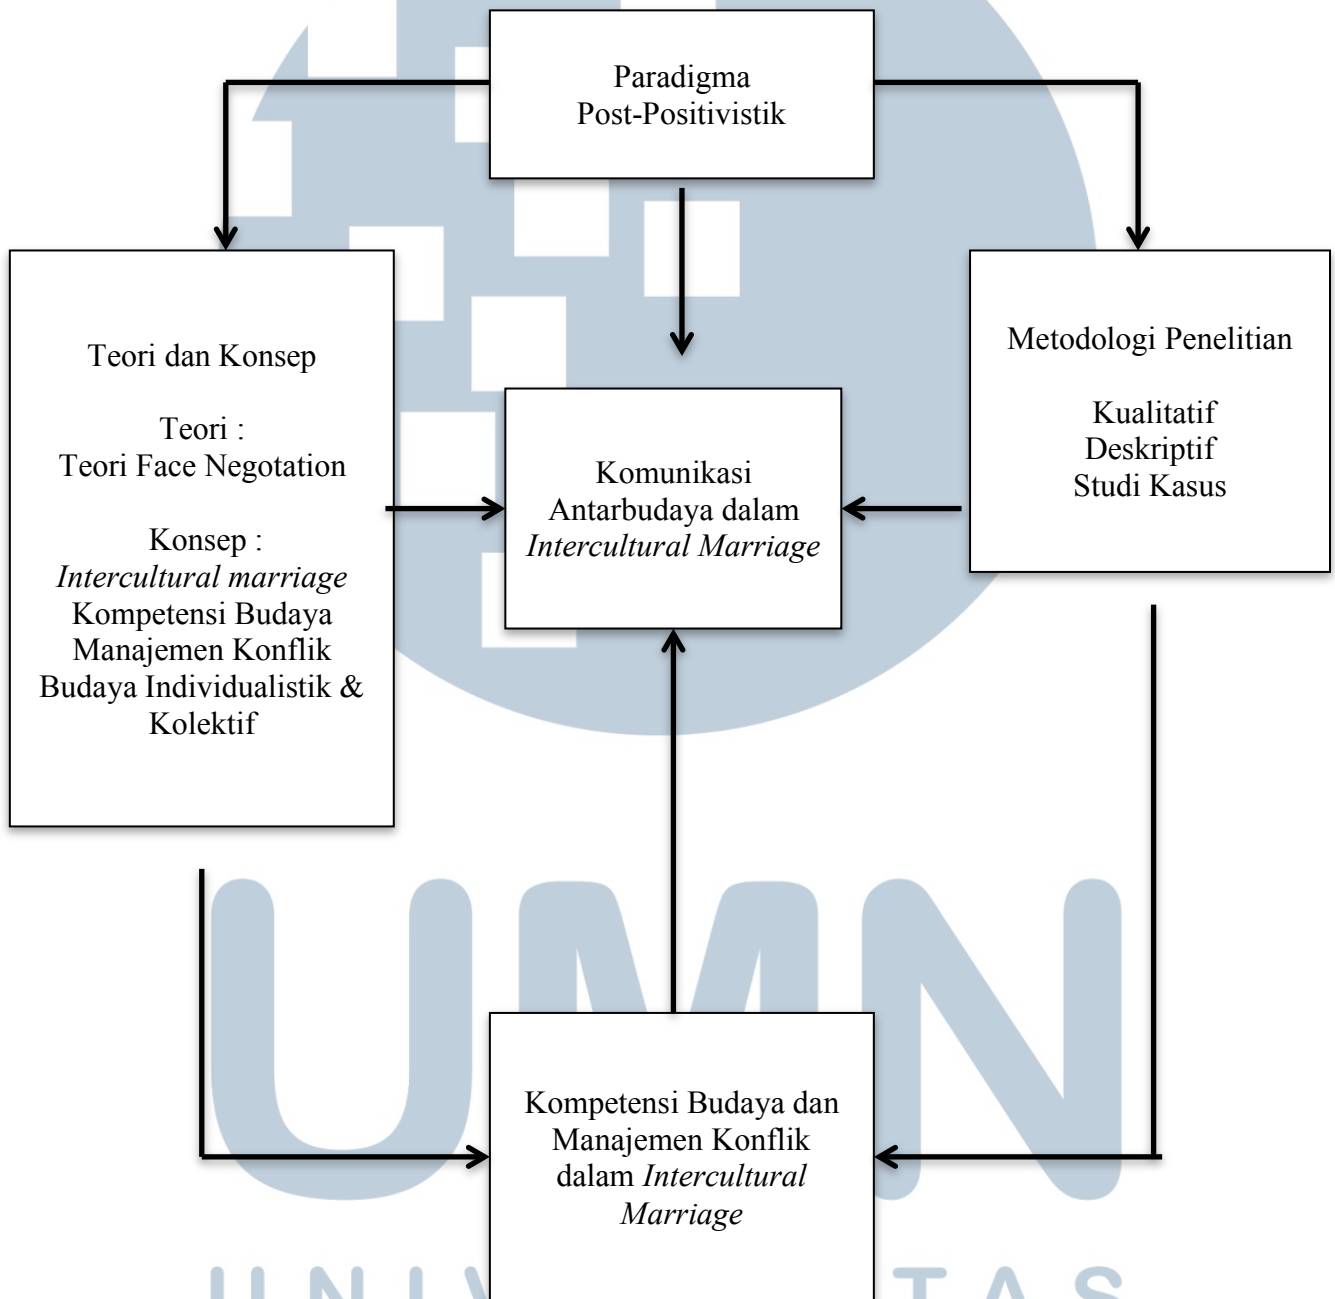 Paradigma
Post-Positivistik
Teori dan Konsep
Teori :
Teori Face Negotation
Konsep :
Intercultural marriage
Kompetensi Budaya
Manajemen Konflik
Budaya Individualistik &
Kolektif
Komunikasi
Antarbudaya dalam
Intercultural Marriage
Metodologi Penelitian
Kualitatif
Deskriptif
Studi Kasus
Kompetensi Budaya dan
Manajemen Konflik
dalam Intercultural
Marriage
UMN